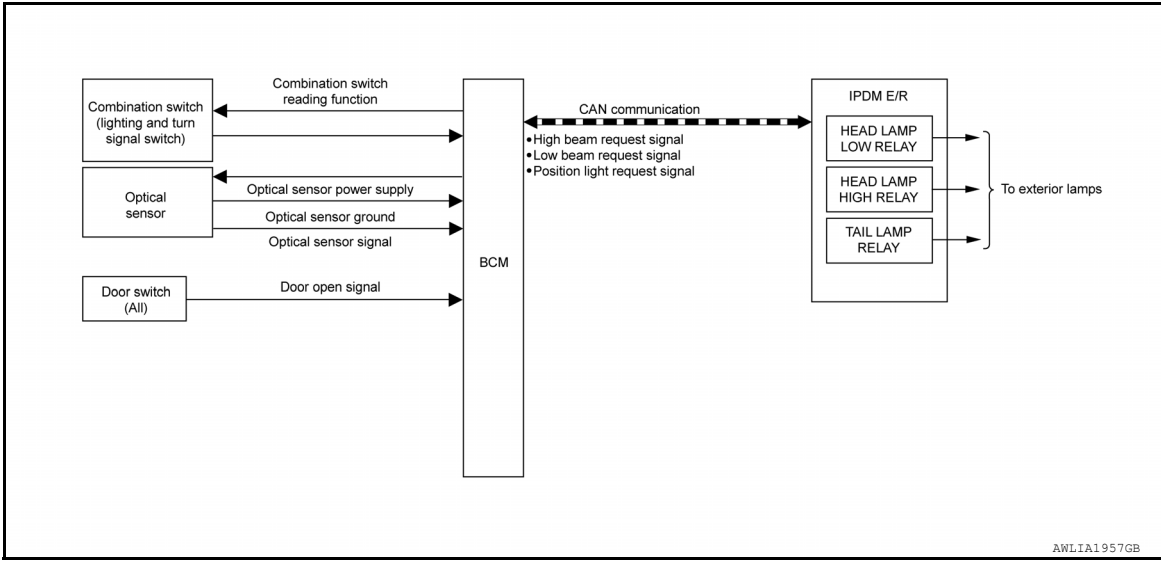 Combination switch
(lighting and turn
signal switch)
Combination switch
reading function
Optical
sensor
Optical sensor power supply
Optical sensor ground
Optical sensor signal
Door switch
(All)
Door open signal
BCM
CAN communication
•High beam request signal
•Low beam request signal
•Position light request signal
IPDM E/R
HEAD LAMP
LOW RELAY
HEAD LAMP
HIGH RELAY
TAIL LAMP
RELAY
To exterior lamps
AWLIA1957GB